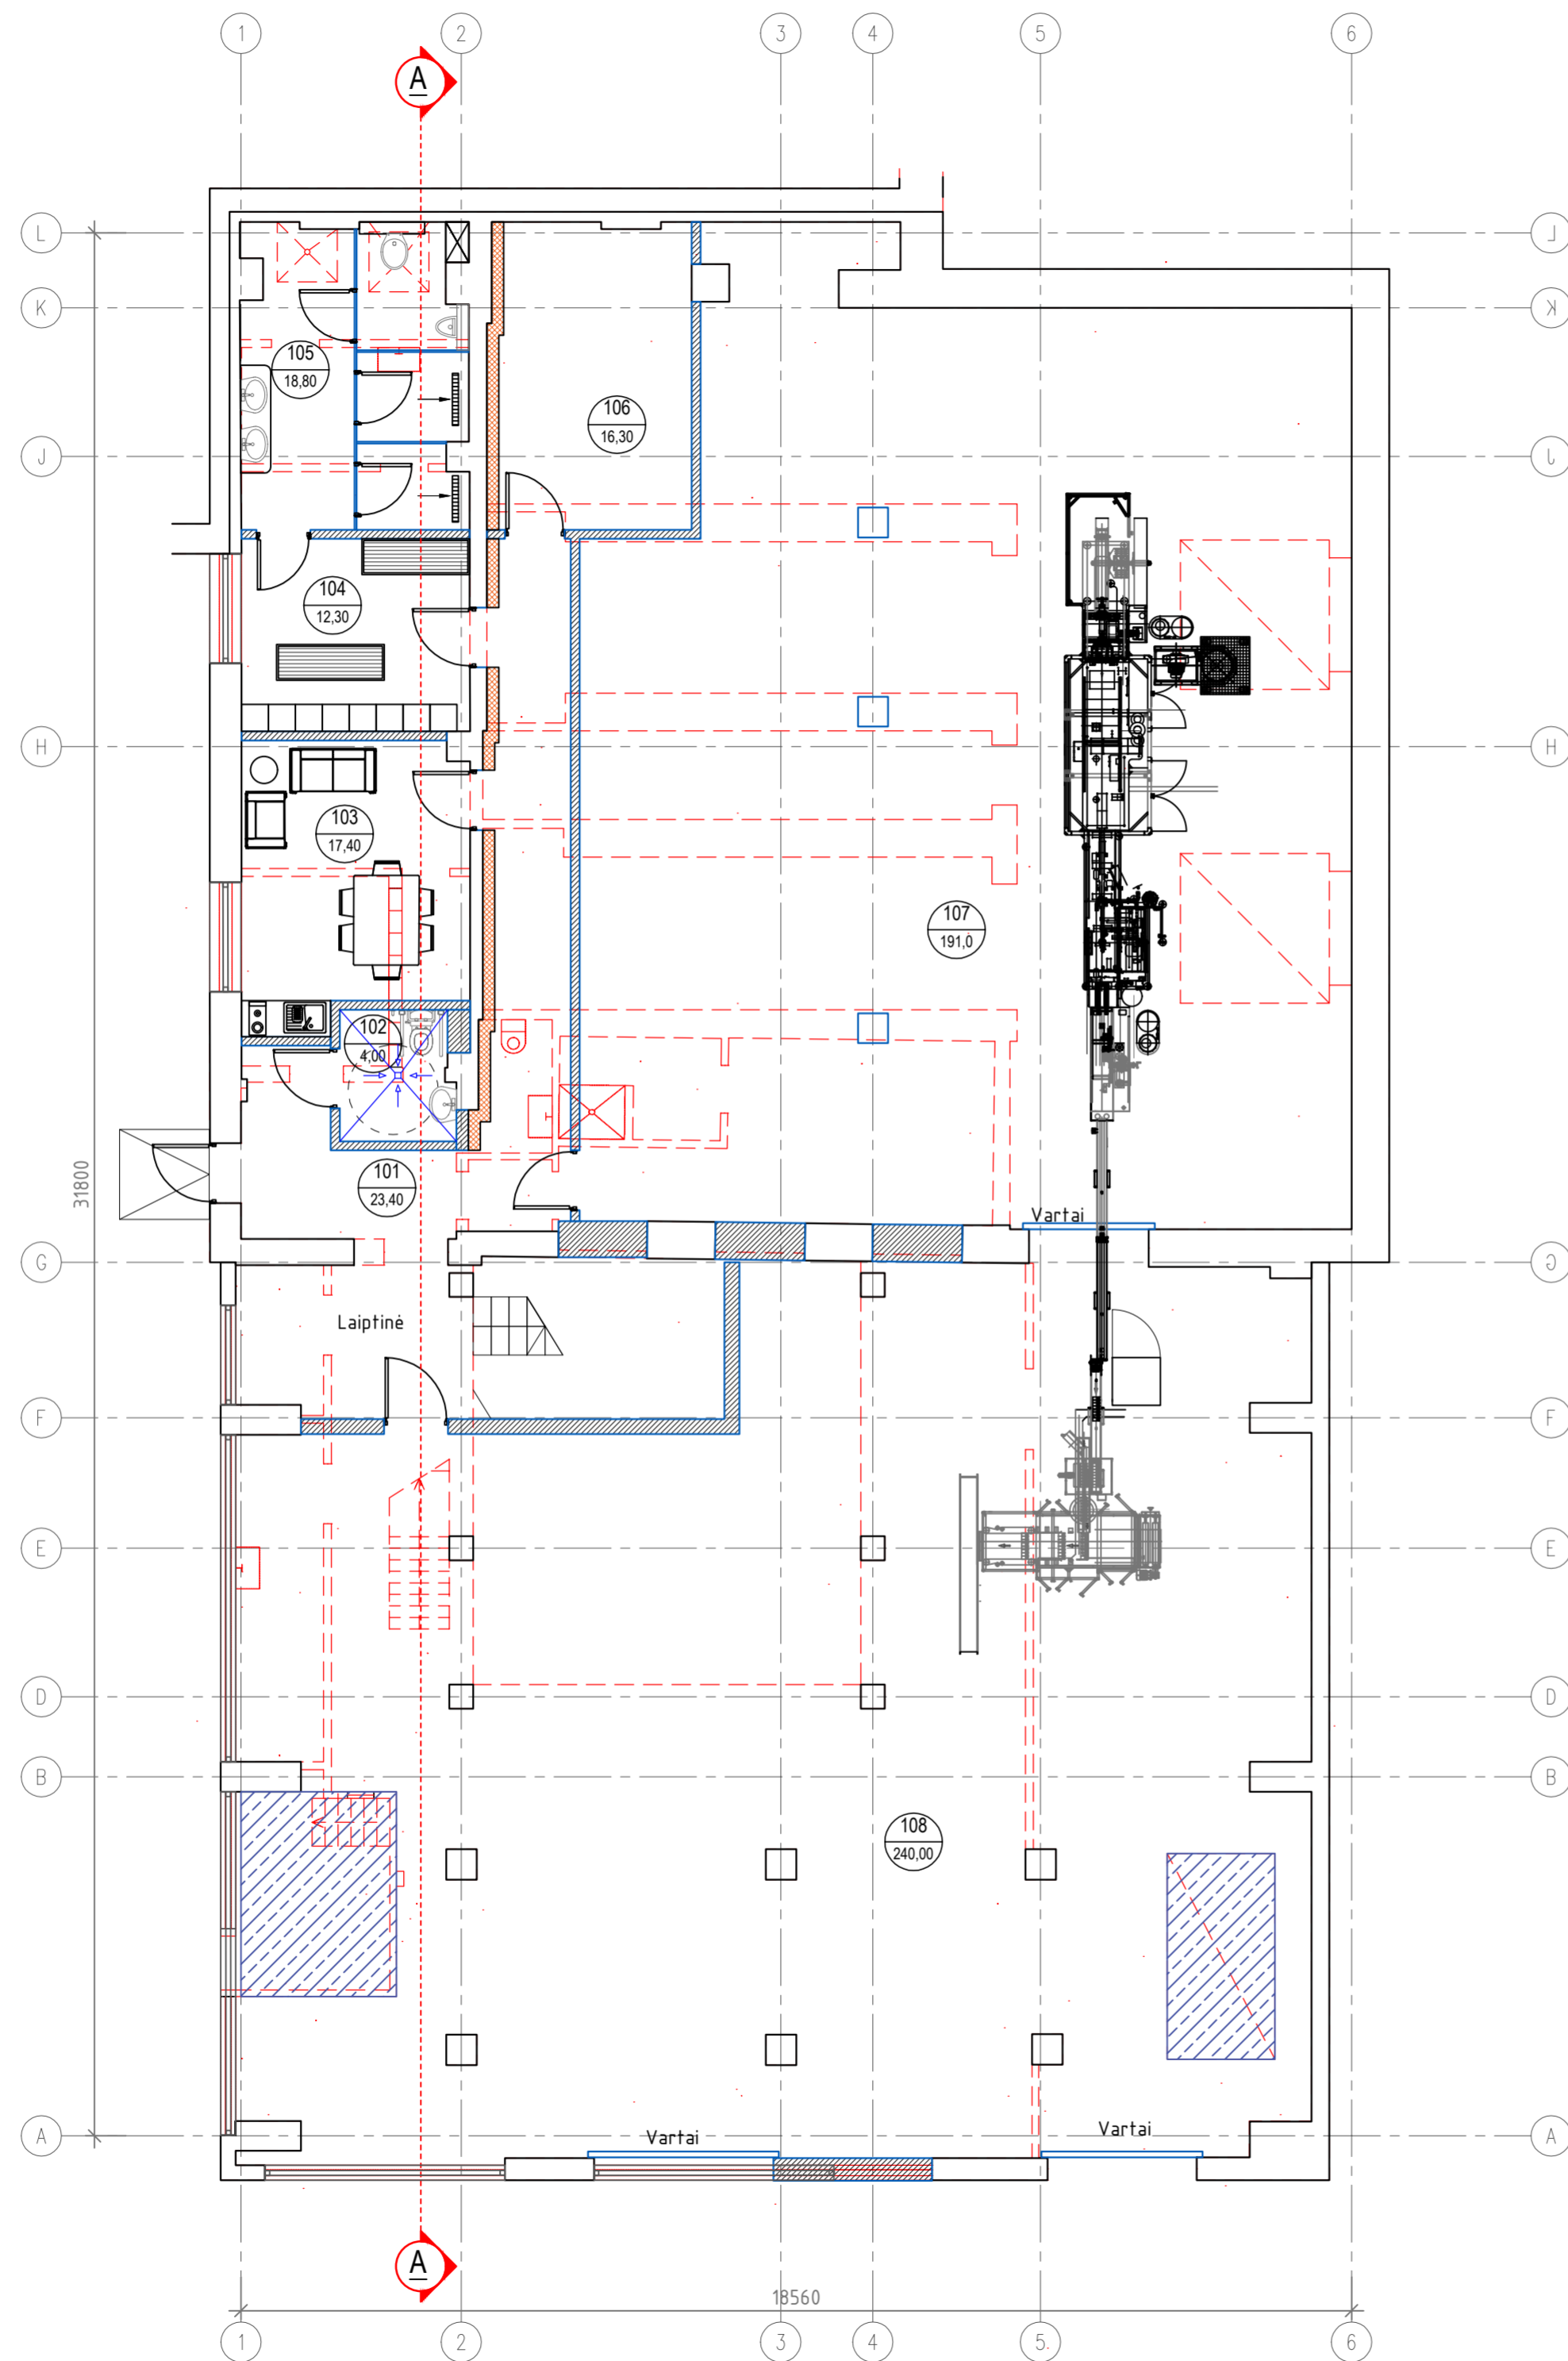 1 2 3 4 5 6
A
L L
K K
105
18,80
106
16,30
J J
104
12,30
H H
103
17,40
107
191,0
102
4,00
101
23,40
31800
Vartai
G G
Laiptinė
F F
E E
D D
B B
108
240,00
Vartai Vartai
A A
A
18560
1 2 3 4 5 6